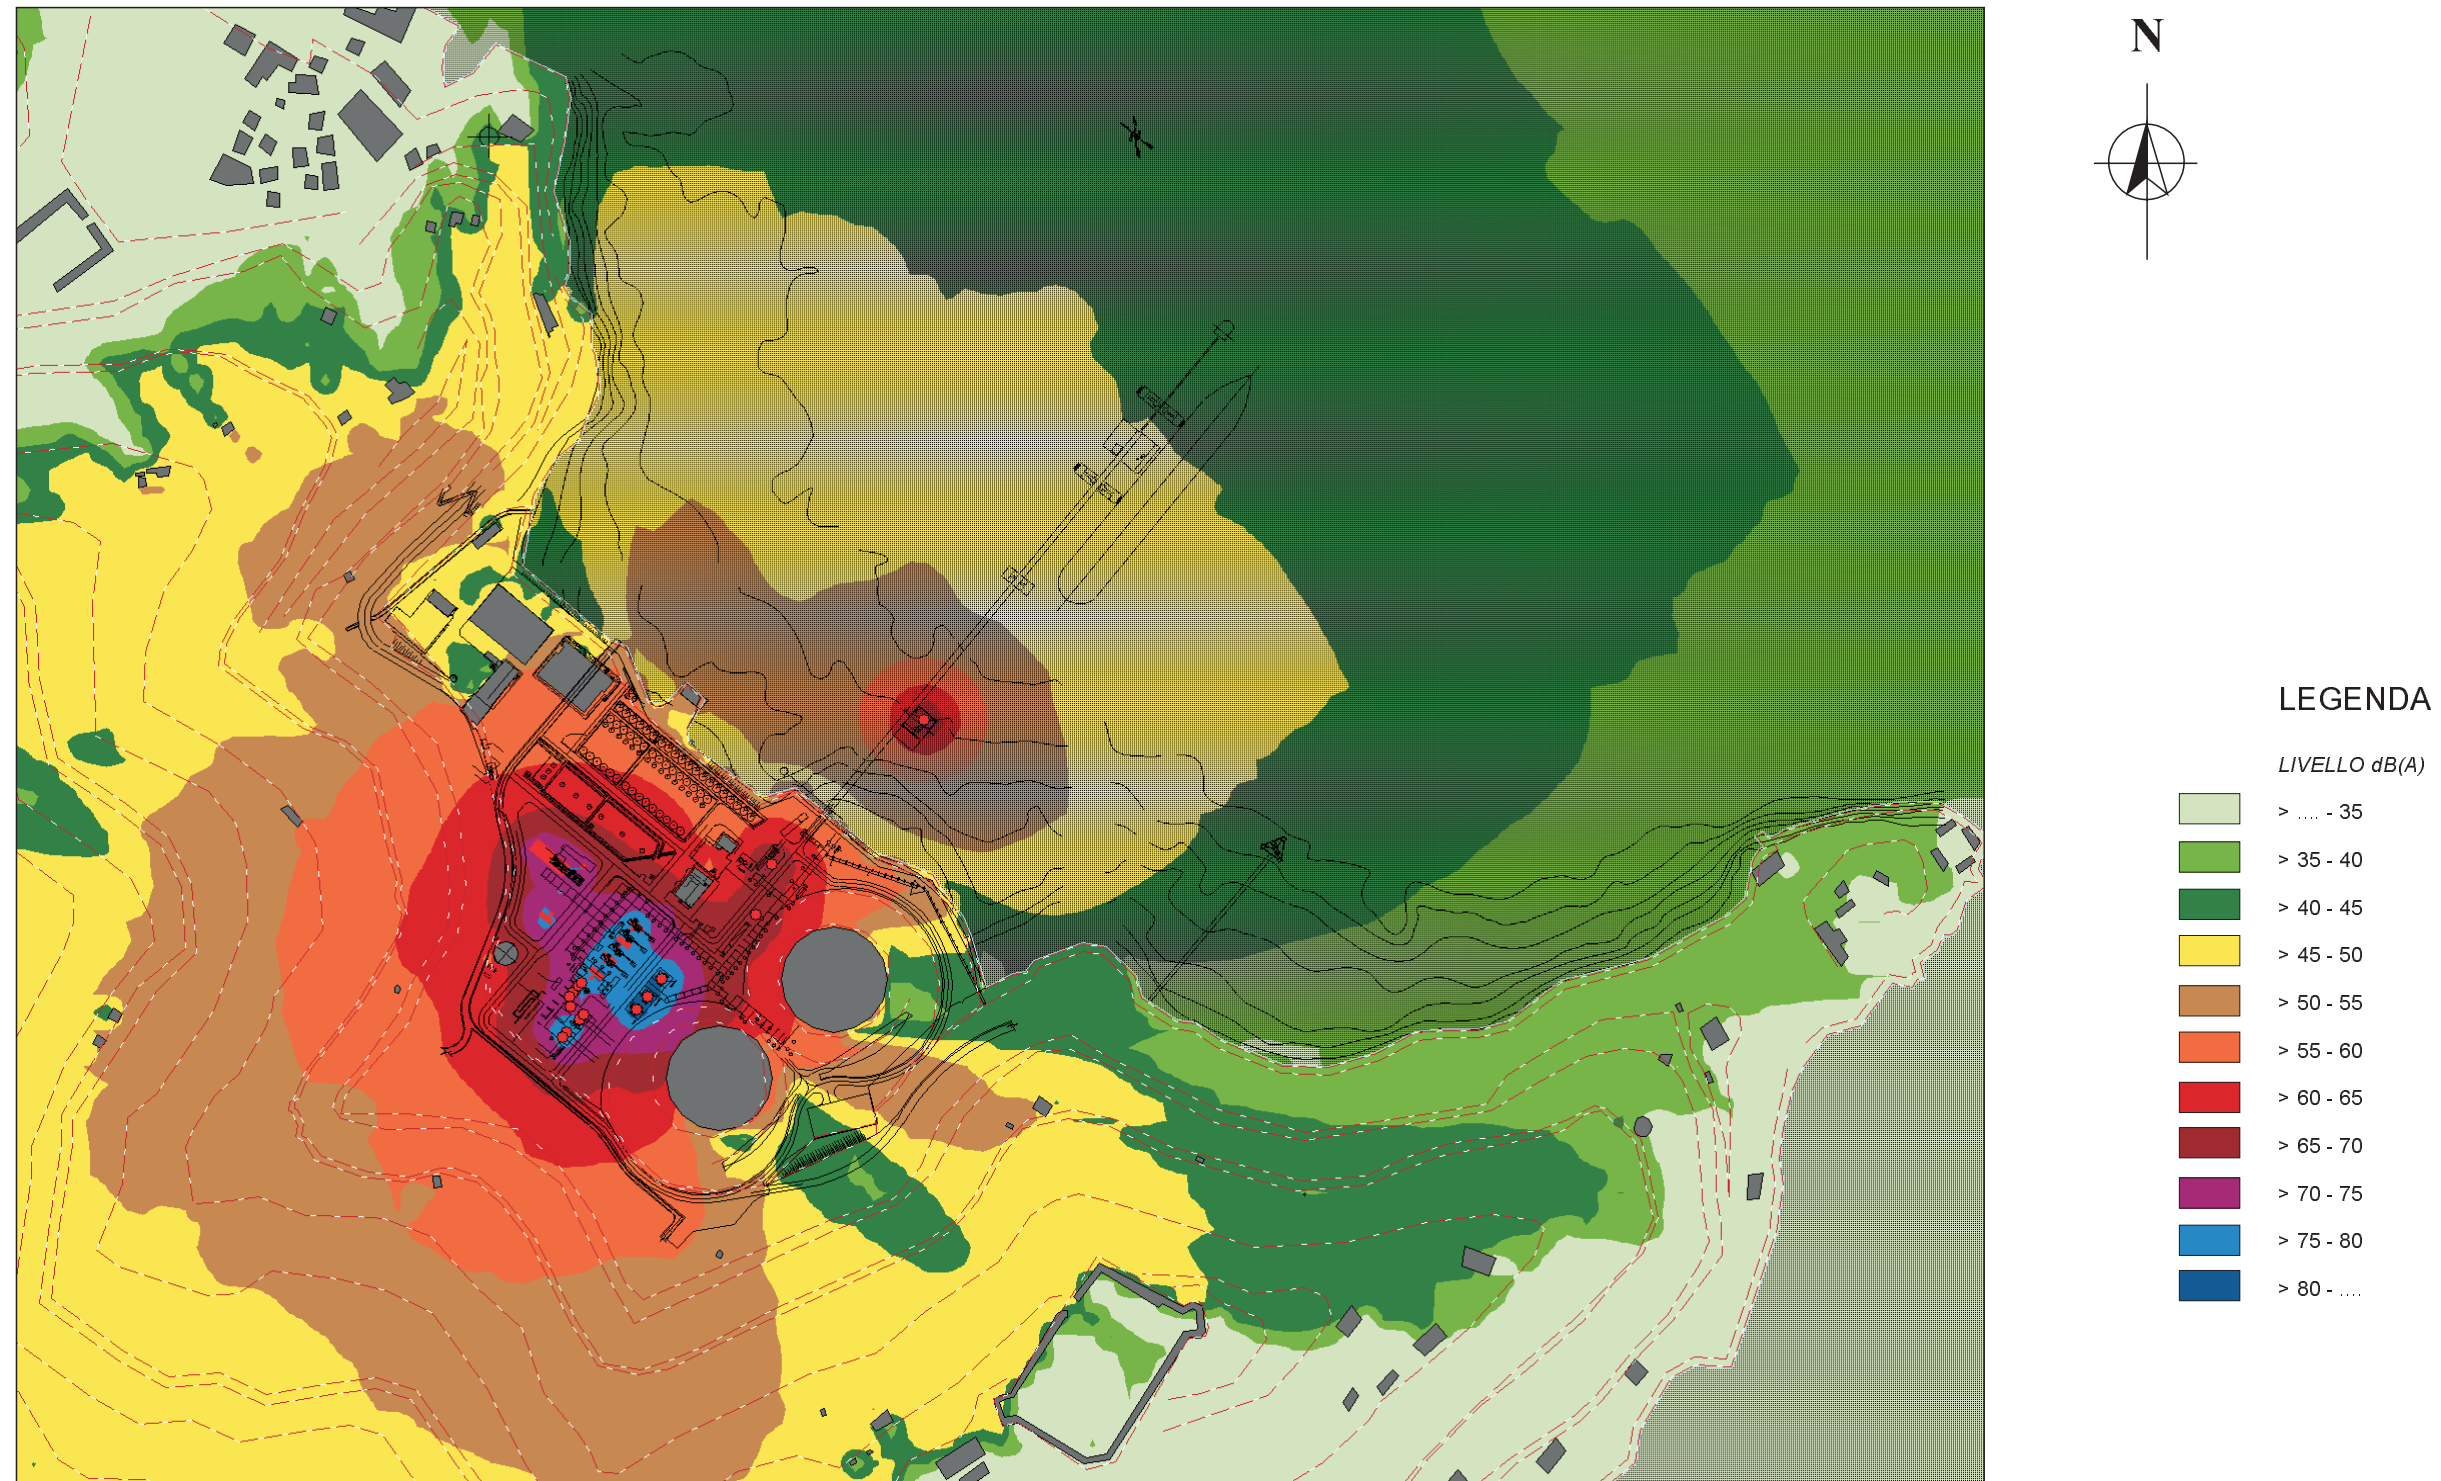 N
LEGENDA
LIVELLO dB(A)
> .... - 35
> 35 - 40
> 40 - 45
> 45 - 50
> 50 - 55
> 55 - 60
> 60 - 65
> 65 - 70
> 70 - 75
> 75 - 80
> 80 - ....